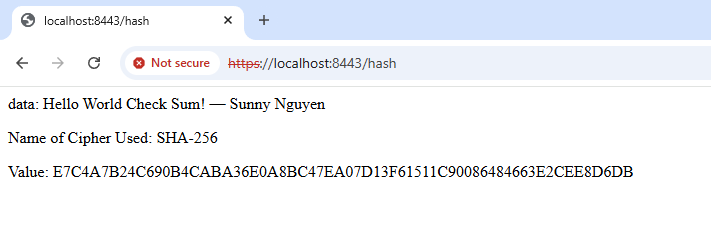 localhost:8443/hash
Not secure https://localhost:8443/hash
data: Hello World Check Sum! — Sunny Nguyen
Name of Cipher Used: SHA-256
Value: E7C4A7B24C690B4CABA36E0A8BC47EA07D13F61511C90086484663E2CEE8D6DB